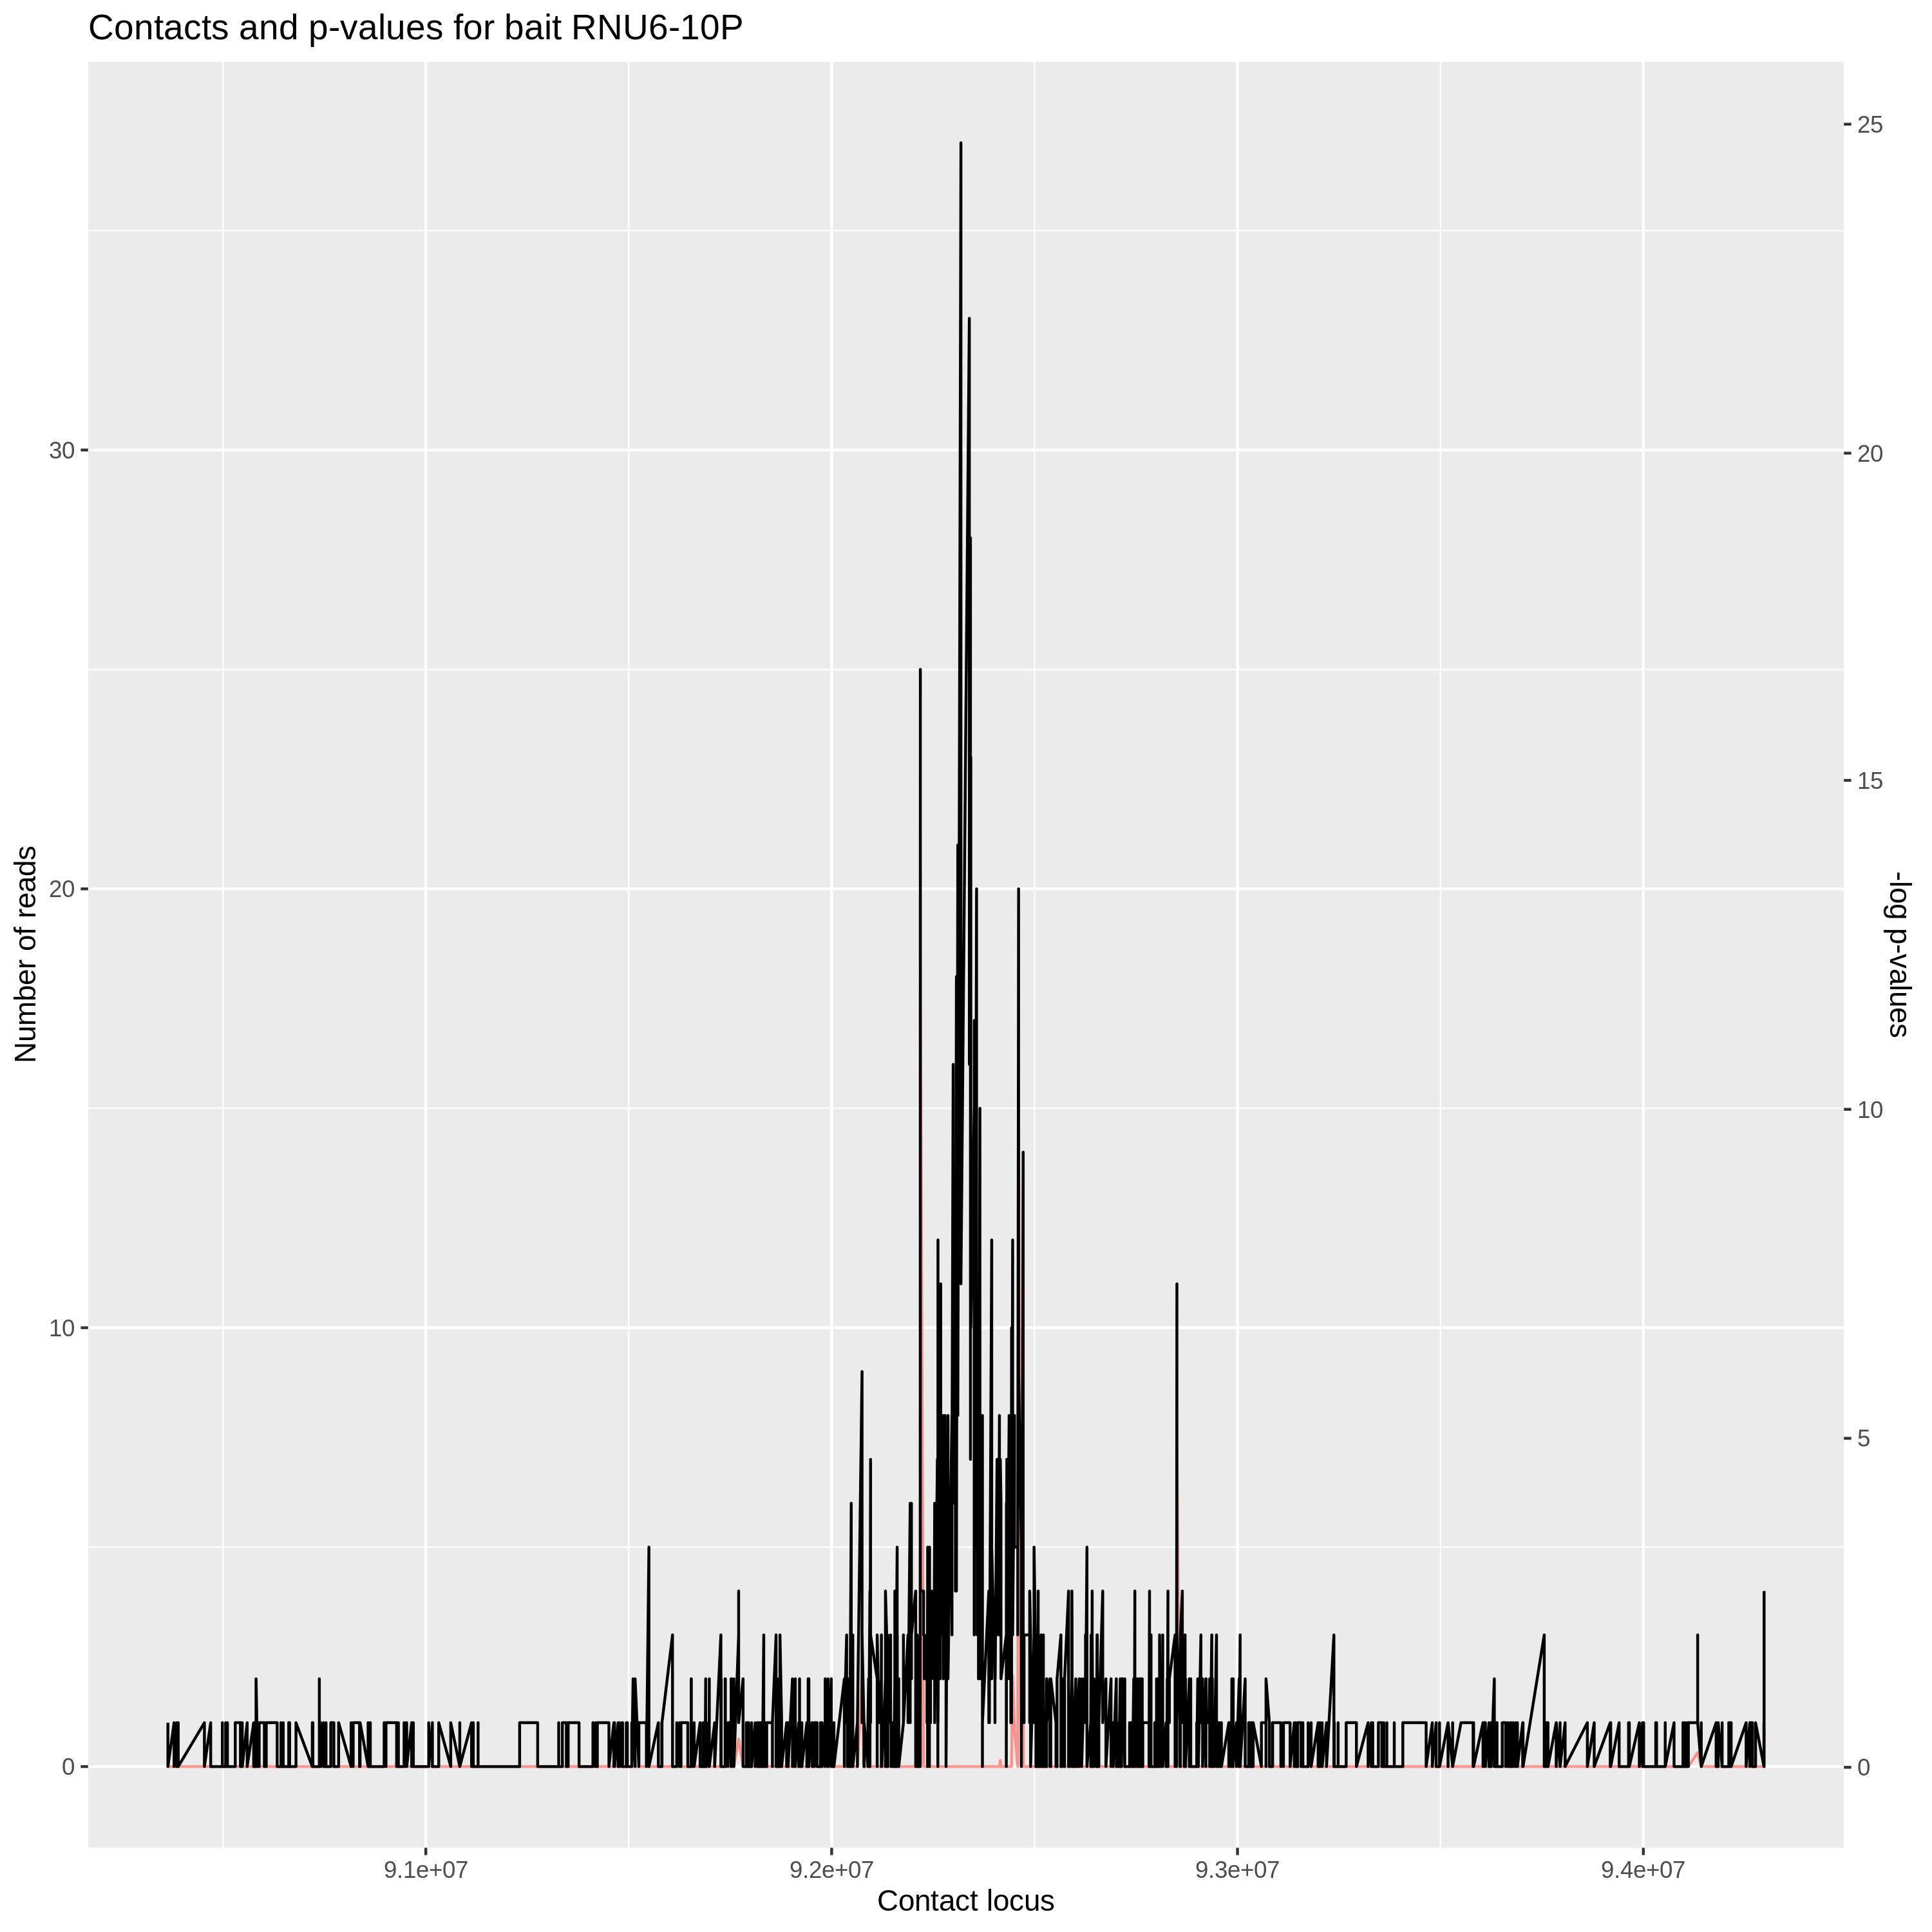 Contacts and p-values for bait RNU6-10P
25
30
20
15
20
10
10
5
0
0
Number of reads
-log p-values
9.1e+07 9.2e+07 9.3e+07 9.4e+07
Contact locus